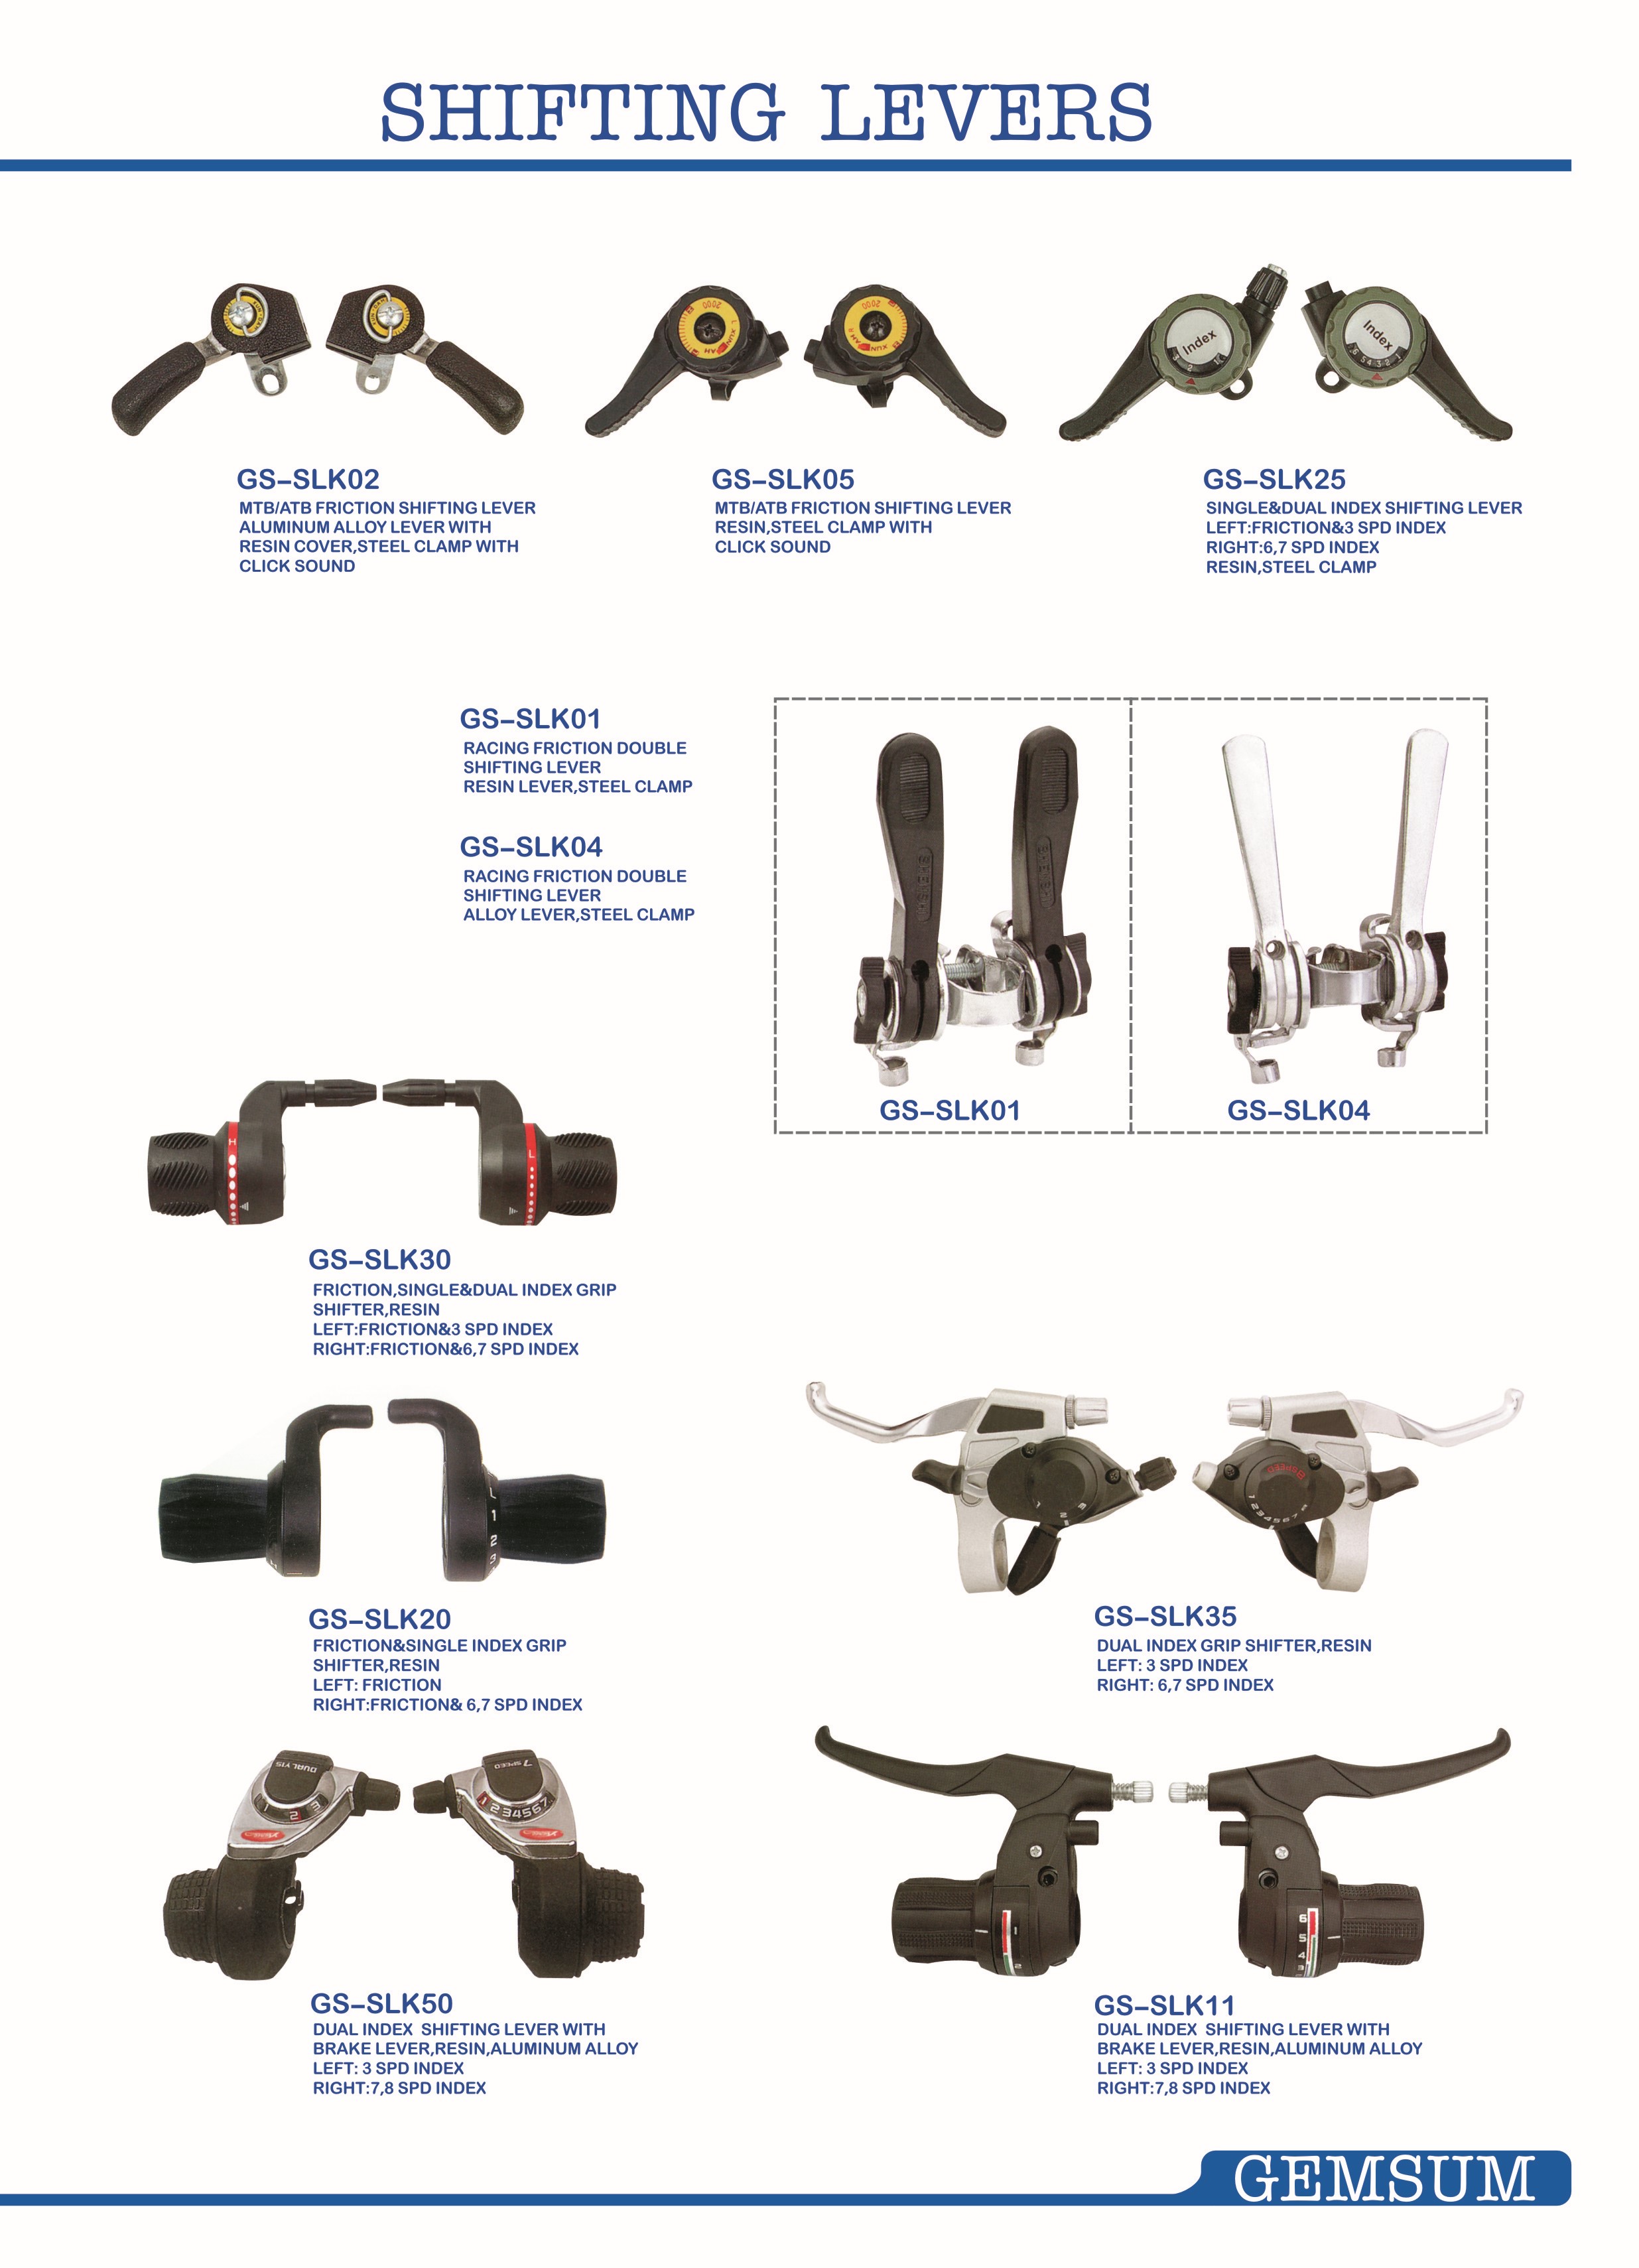 SHIFTING LEVERS
Index
Index
GS-SLK02
MTB/ATB FRICTION SHIFTING LEVER
ALUMINUM ALLOY LEVER WITH
RESIN COVER,STEEL CLAMP WITH
CLICK SOUND
GS-SLK05
MTB/ATB FRICTION SHIFTING LEVER
RESIN,STEEL CLAMP WITH
CLICK SOUND
GS-SLK25
SINGLE&DUAL INDEX SHIFTING LEVER
LEFT:FRICTION&3 SPD INDEX
RIGHT:6,7 SPD INDEX
RESIN,STEEL CLAMP
GS-SLK01
RACING FRICTION DOUBLE
SHIFTING LEVER
RESIN LEVER,STEEL CLAMP
GS-SLK04
RACING FRICTION DOUBLE
SHIFTING LEVER
ALLOY LEVER,STEEL CLAMP
GS-SLK01
GS-SLK04
H
L
GS-SLK30
FRICTION,SINGLE&DUAL INDEX GRIP
SHIFTER,RESIN
LEFT:FRICTION&3 SPD INDEX
RIGHT:FRICTION&6,7 SPD INDEX
1
2
3
GS-SLK20
FRICTION&SINGLE INDEX GRIP
SHIFTER,RESIN
LEFT: FRICTION
RIGHT:FRICTION& 6,7 SPD INDEX
1234567
GS-SLK35
DUAL INDEX GRIP SHIFTER,RESIN
LEFT: 3 SPD INDEX
RIGHT: 6,7 SPD INDEX
1 2 3
7 SPEED
1234567
GS-SLK50
DUAL INDEX SHIFTING LEVER WITH
BRAKE LEVER,RESIN,ALUMINUM ALLOY
LEFT: 3 SPD INDEX
RIGHT:7,8 SPD INDEX
1
2
6
5
4
3
GS-SLK11
DUAL INDEX SHIFTING LEVER WITH
BRAKE LEVER,RESIN,ALUMINUM ALLOY
LEFT: 3 SPD INDEX
RIGHT:7,8 SPD INDEX
GEMSUM